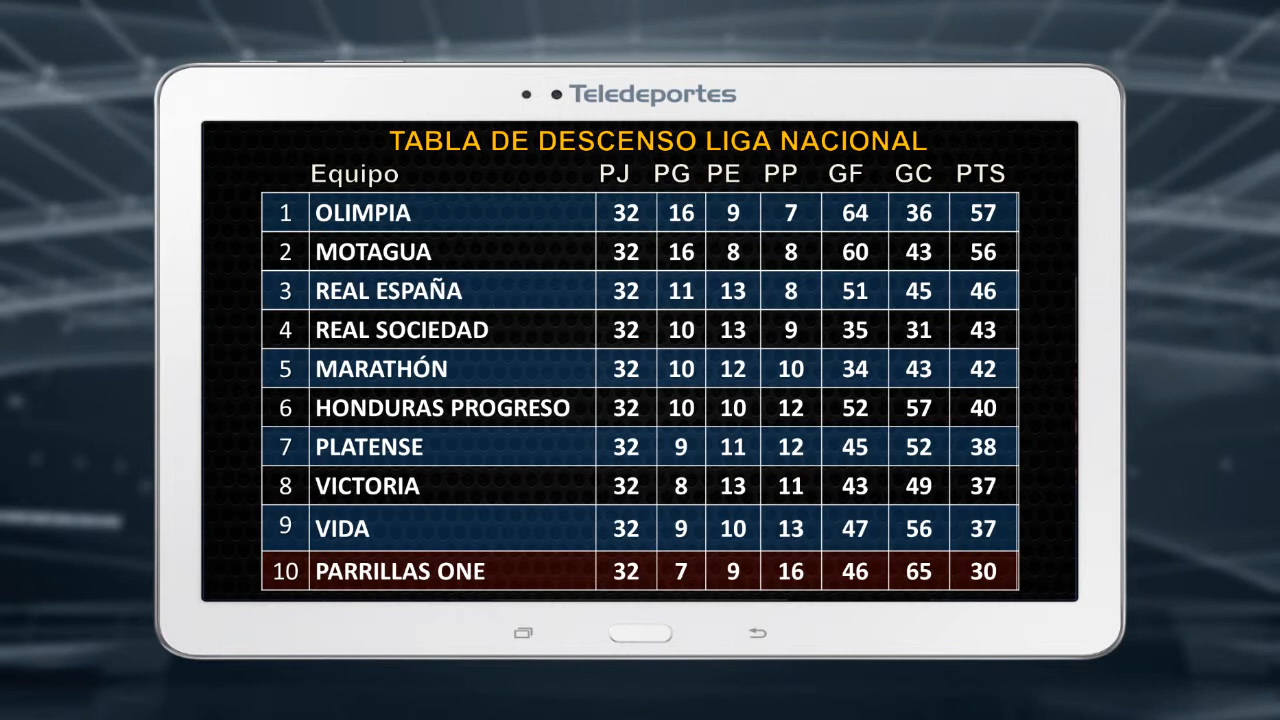 Teledeportes
TABLA DE DESCENSO LIGA NACIONAL
Equipo PJ PG PE PP GF GC PTS
1 OLIMPIA 32 16 9 7 64 36 57
2 MOTAGUA 32 16 8 8 60 43 56
3 REAL ESPAÑA 32 11 13 8 51 45 46
4 REAL SOCIEDAD 32 10 13 9 35 31 43
5 MARATHÓN 32 10 12 10 34 43 42
6 HONDURAS PROGRESO 32 10 10 12 52 57 40
7 PLATENSE 32 9 11 12 45 52 38
8 VICTORIA 32 8 13 11 43 49 37
9 VIDA 32 9 10 13 47 56 37
10 PARRILLAS ONE 32 7 9 16 46 65 30